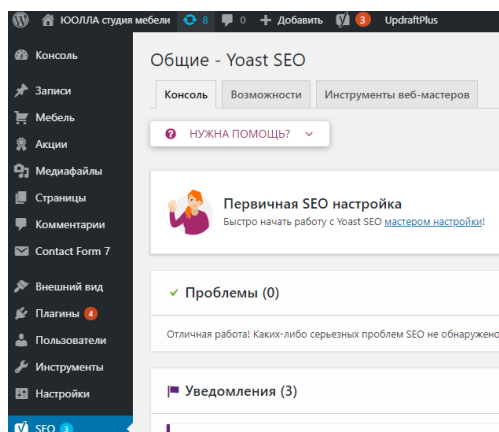 ЮОЛЛА студия мебели 8 0 + Добавить 3 UpdraftPlus
Консоль
Записи
Мебель
Акции
Медиафайлы
Страницы
Комментарии
Contact Form 7
Внешний вид
Плагины 4
Пользователи
Инструменты
Настройки
SEO 3
Общие - Yoast SEO
Консоль Возможности Инструменты веб-мастеров
НУЖНА ПОМОЩЬ?
Первичная SEO настройка
Быстро начать работу с Yoast SEO мастером настройки!
Проблемы (0)
Отличная работа! Каких-либо серьезных проблем SEO не обнаружено
Уведомления (3)